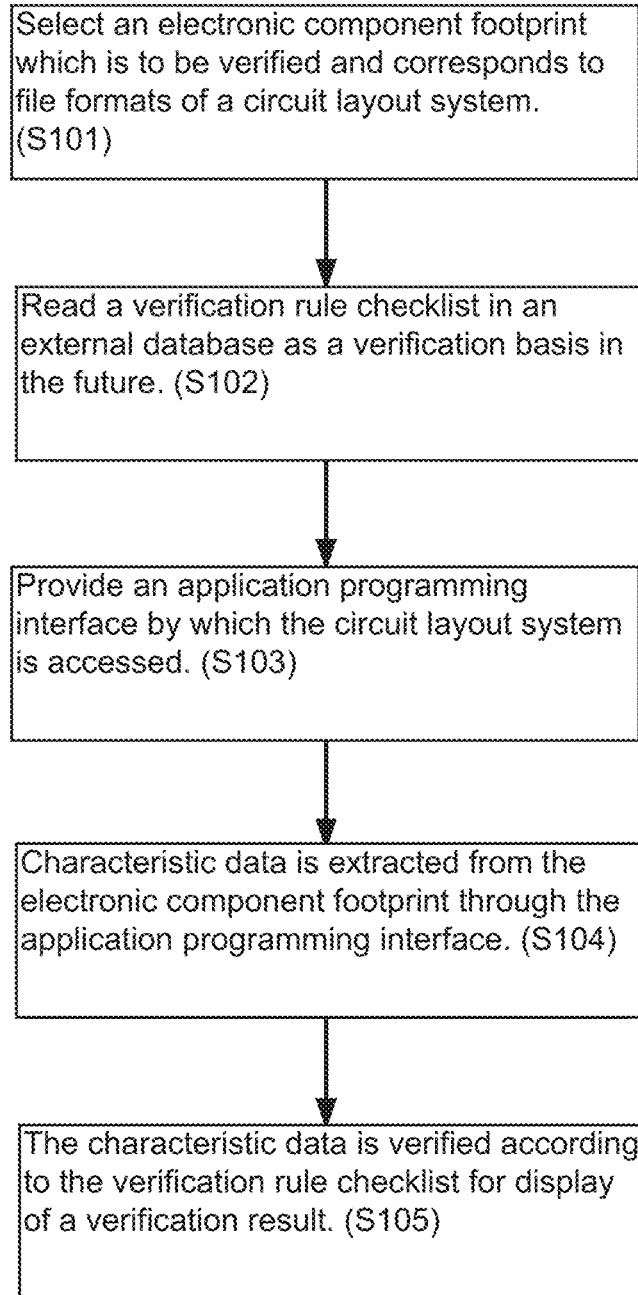 Select an electronic component footprint
which is to be verified and corresponds to
file formats of a circuit layout system.
(S101)
Read a verification rule checklist in an
external database as a verification basis in
the future. (S102)
Provide an application programming
interface by which the circuit layout system
is accessed. (S103)
Characteristic data is extracted from the
electronic component footprint through the
application programming interface. (S104)
The characteristic data is verified according
to the verification rule checklist for display
of a verification result. (S105)